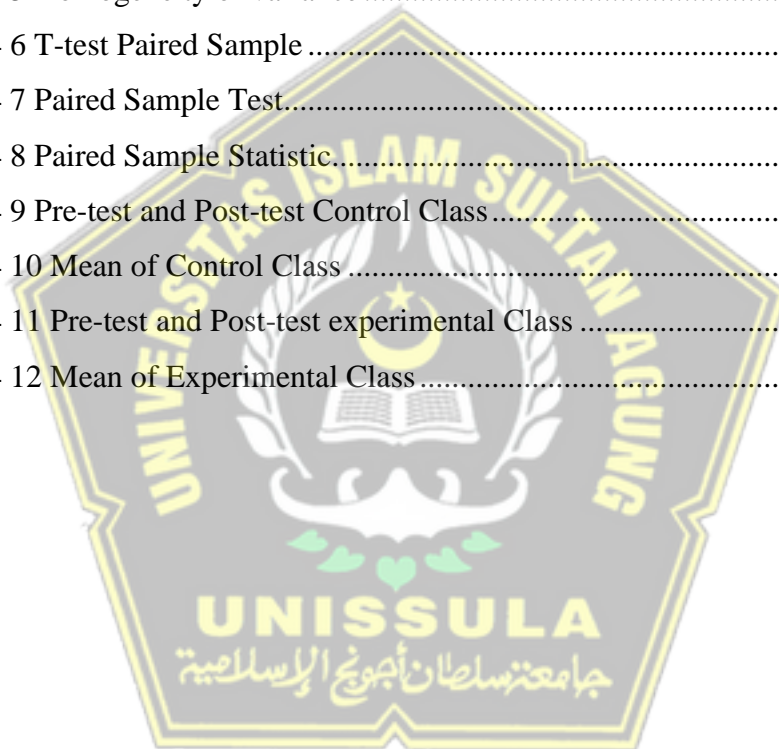 6 T-test Paired Sample ........................................................................
7 Paired Sample Test...........................................................................
8 Paired Sample Statistic.....................................................................
9 Pre-test and Post-test Control Class ................................................
10 Mean of Control Class ....................................................................
11 Pre-test and Post-test experimental Class ....................................
12 Mean of Experimental Class ...........................................................
UNIVERSITAS ISLAM SULTAN AGUNG
UNISSULA
جامعة سلطان أجونج الإسلامية